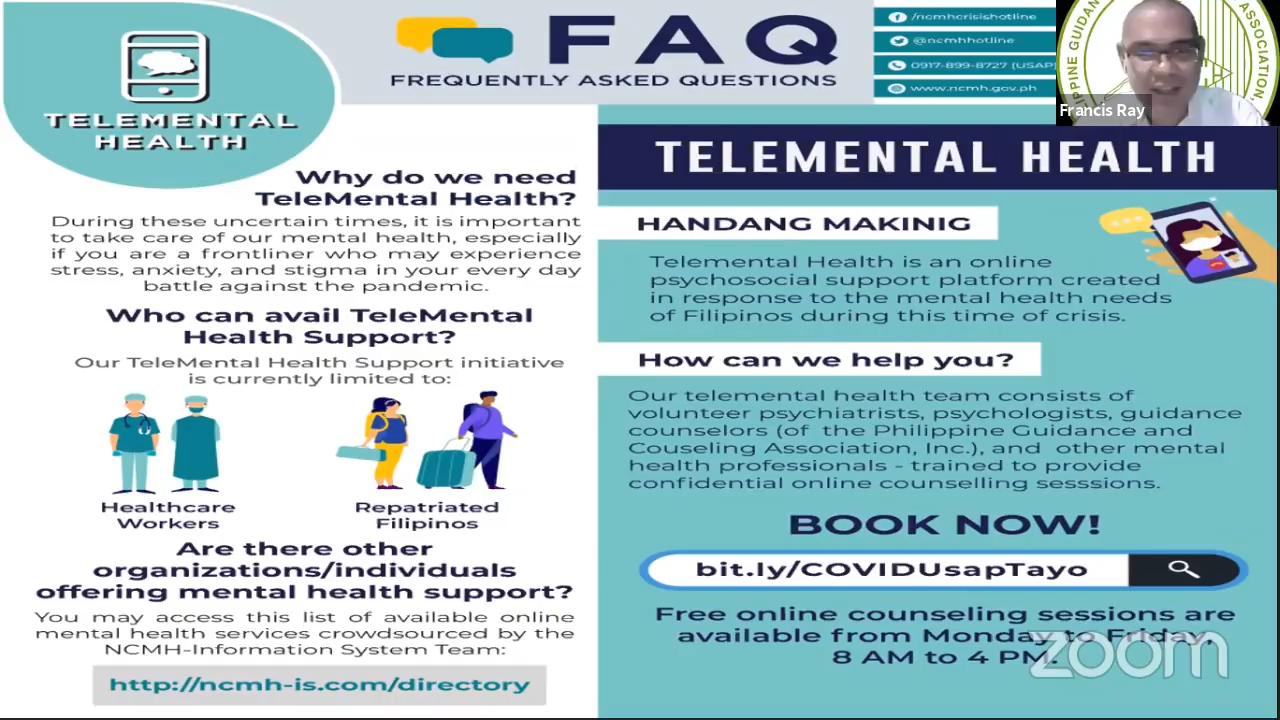 TELEMENTAL
HEALTH
FAQ
FREQUENTLY ASKED QUESTIONS
/ncmhcrisishotline
@ncmhhotline
0917-899-8727 (USAP)
www.ncmh.gov.ph
ASSOCIATION,
Francis Ray
Why do we need
TeleMental Health?
During these uncertain times, it is important
to take care of our mental health, especially
if you are a frontliner who may experience
stress, anxiety, and stigma in your every day
battle against the pandemic.
Who can avail TeleMental
Health Support?
Our TeleMental Health Support initiative
is currently limited to:
Healthcare
Workers
Repatriated
Filipinos
Are there other
organizations/individuals
offering mental health support?
You may access this list of available online
mental health services crowdsourced by the
NCMH-Information System Team:
http://ncmh-is.com/directory
TELEMENTAL HEALTH
HANDANG MAKINIG
Telemental Health is an online
psychosocial support platform created
in response to the mental health needs
of Filipinos during this time of crisis.
How can we help you?
Our telemental health team consists of
volunteer psychiatrists, psychologists, guidance
counselors (of the Philippine Guidance and
Couseling Association, Inc.), and other mental
health professionals - trained to provide
confidential online counselling sesssions.
BOOK NOW!
bit.ly/COVIDUsapTayo
Free online counseling sessions are
available from Monday to Friday,
8 AM to 4 PM.
zoom